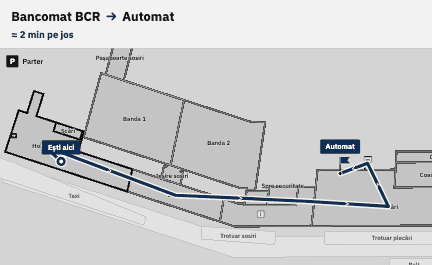 Bancomat BCR → Automat
≈ 2 min pe jos
P Parter
Pașapoarte sosiri
Banda 1
Banda 2
Scări
Ești aici
Automat
Ieșire sosiri
Spre securitate
Taxi
Trotuar sosiri
Trotuar plecări